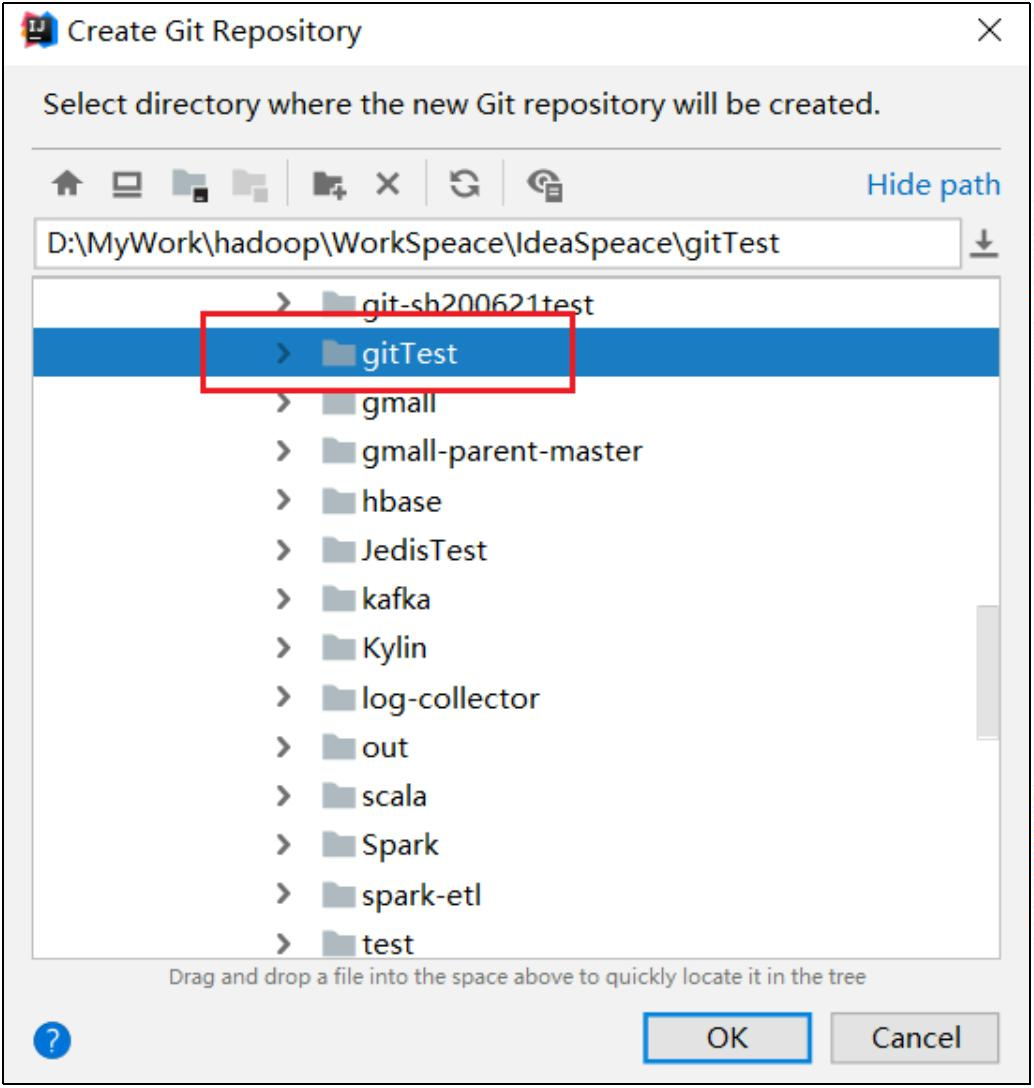 IJ
Create Git Repository
Select directory where the new Git repository will be created.
Hide path
D:\MyWork\hadoop\WorkSpeace\IdeaSpeace\gitTest
git-sh200621test
gitTest
gmall
gmall-parent-master
hbase
JedisTest
kafka
Kylin
log-collector
out
scala
Spark
spark-etl
test
Drag and drop a file into the space above to quickly locate it in the tree
?
OK
Cancel